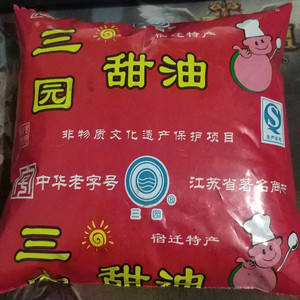 三园
宿迁特产
甜油
非物质文化遗产保护项目
中华老字号
三园
®
江苏省著名商标
宿迁特产
三
甜油